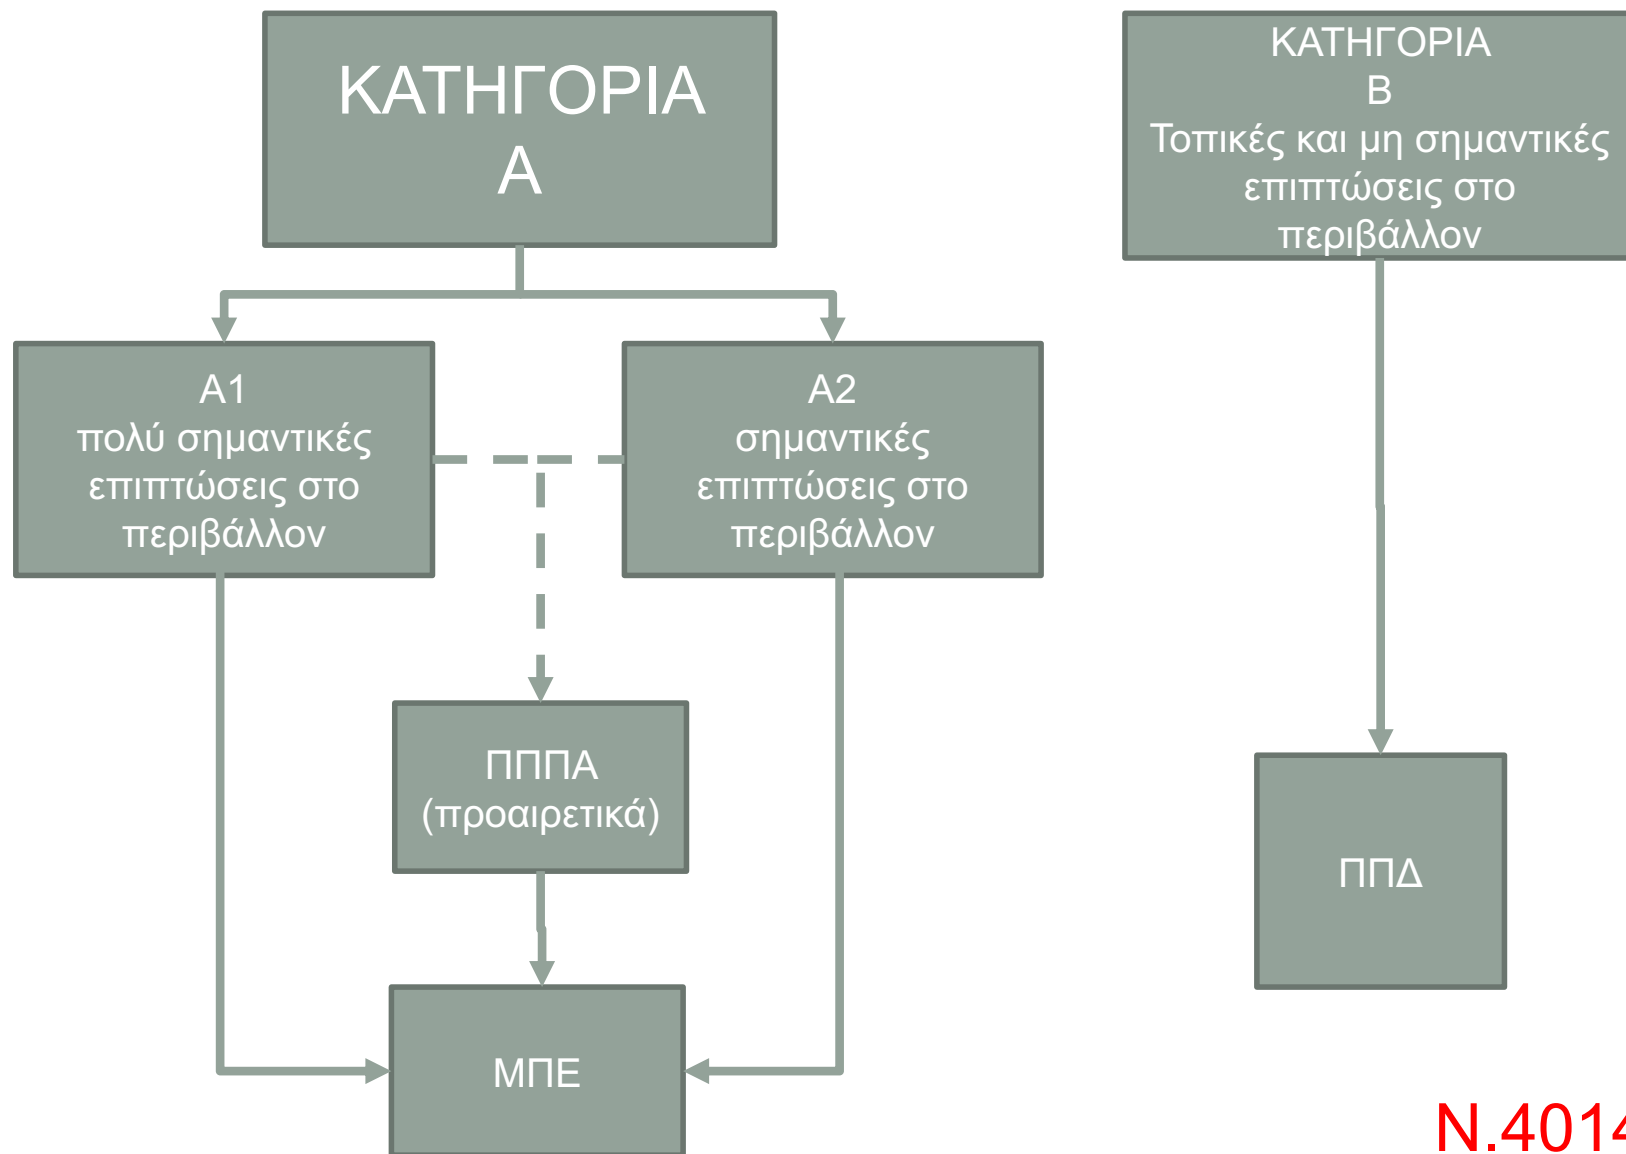 ΚΑΤΗΓΟΡΙΑ
Α
ΚΑΤΗΓΟΡΙΑ
Β
Τοπικές και μη σημαντικές
επιπτώσεις στο
περιβάλλον
Α1
πολύ σημαντικές
επιπτώσεις στο
περιβάλλον
Α2
σημαντικές
επιπτώσεις στο
περιβάλλον
ΠΠΠΑ
(προαιρετικά)
ΠΠΔ
ΜΠΕ
Ν.4014